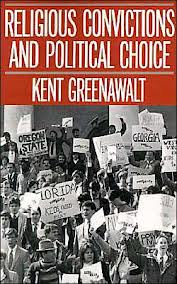 RELIGIOUS CONVICTIONS
AND POLITICAL CHOICE
KENT GREENAWALT
OREGON
STATE
GEORGIA
FLORIDA